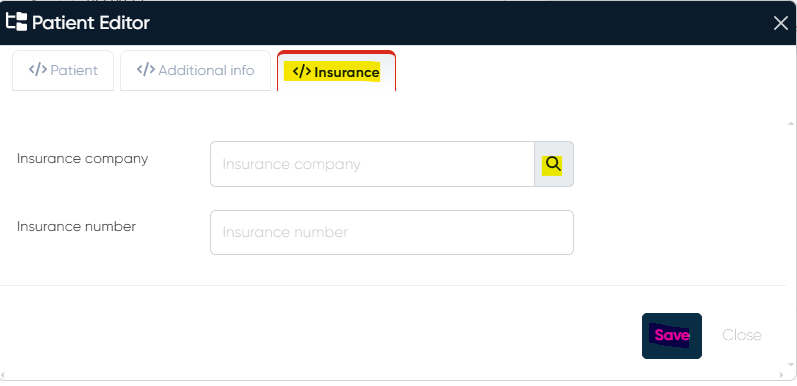 Patient Editor
</> Patient </> Additional info </> Insurance
Insurance company Insurance company
Insurance number Insurance number
Save Close